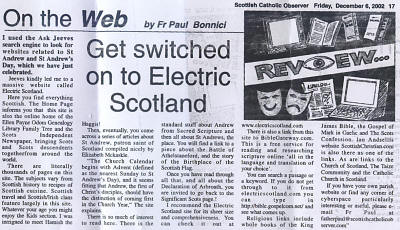 Scottish Catholic Observer Friday, December 6, 2002 17
On the Web by Fr Paul Bonnici
Get switched
on to Electric
Scotland
I used the Ask Jeeves
search engine to look for
websites related to St
Andrew and St Andrew's
Day, which we have just
celebrated.
Jeeves kindly led me to a
massive website called
Electric Scotland.
Here you find everything
Scottish. The Home Page
informs you that this site is
also the online home of the
Ellen Payne Odom Genealogy
Library Family Tree and the
Scots Independent
Newspaper, bringing Scots
and Scots descendents
together from around the
world.
There are literally
thousands of pages on this
site. The subjects vary from
Scottish history to recipes of
Scottish cuisine. Scottish
travel and Scottish/Irish clans
feature largely in this site.
Whatever your age you might
enjoy the Kids section. I was
intrigued to meet Hamish the
Haggis!
Then, eventually, you come
across a series of articles about
St Andrew, patron saint of
Scotland compiled nicely by
Elizabeth
"The Church Calendar
begins with Advent (defined
as the nearest Sunday to St
Andrew's Day), and it seems
fitting that Andrew, the first of
Christ's disciples, should have
the distinction of coming first
in the Church Year," The site
explains.
There is so much of interest
to read here. There is the
standard stuff about Andrew
from Sacred Scripture and
then all about St Andrews, the
place. You will find a link to a
piece about the Battle of
Athelstaneford, and the story
of the Birthplace of the
Scottish Flag.
Once you have read through
all that, and all about the
Declaration of Arbroath, you
are invited to go back to the
Significant Scots page.!
I recommend the Electric
Scotland site for its sheer size
and comprehensiveness. You
can check it out at
REVIEW...
www.electricscotland.com
There is also a link from this
site to BibleGateway.com.
This is a free service for
reading and researching
scripture online 'all in the
language and translation of
your choice'.
You can search a passage or
a keyword. If you do not get
through to it from
electricscotland.com you
can type in
http://bible.gospelcom.net/ and
see what comes up.
Religious links include
whole books of the King
James Bible, the Gospel of
Mark in Gaelic and The Scots
Confession. Ian
website ScottishChristian.com
is also there as one of the
links. As are links to the
Church of Scotland, The Taize
Community and the Catholic
Church in Scotland.
If you have your own parish
website or find any corner of
cyberspace particularly
interesting or useful, please e-
mail Fr Paul at